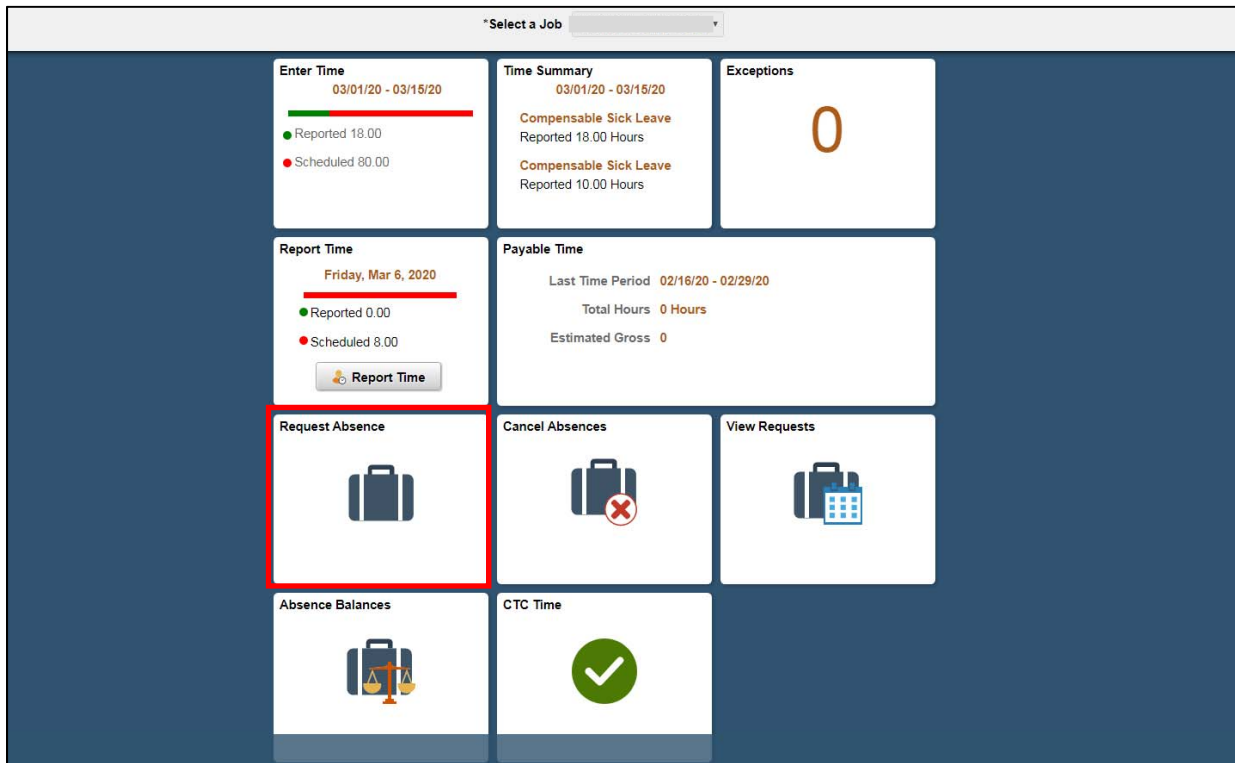 *Select a Job
Enter Time
03/01/20 - 03/15/20
Reported 18.00
Scheduled 80.00
Time Summary
03/01/20 - 03/15/20
Compensable Sick Leave
Reported 18.00 Hours
Compensable Sick Leave
Reported 10.00 Hours
Exceptions
0
Report Time
Friday, Mar 6, 2020
Reported 0.00
Scheduled 8.00
Report Time
Payable Time
Last Time Period 02/16/20 - 02/29/20
Total Hours 0 Hours
Estimated Gross 0
Request Absence
Cancel Absences
View Requests
Absence Balances
CTC Time